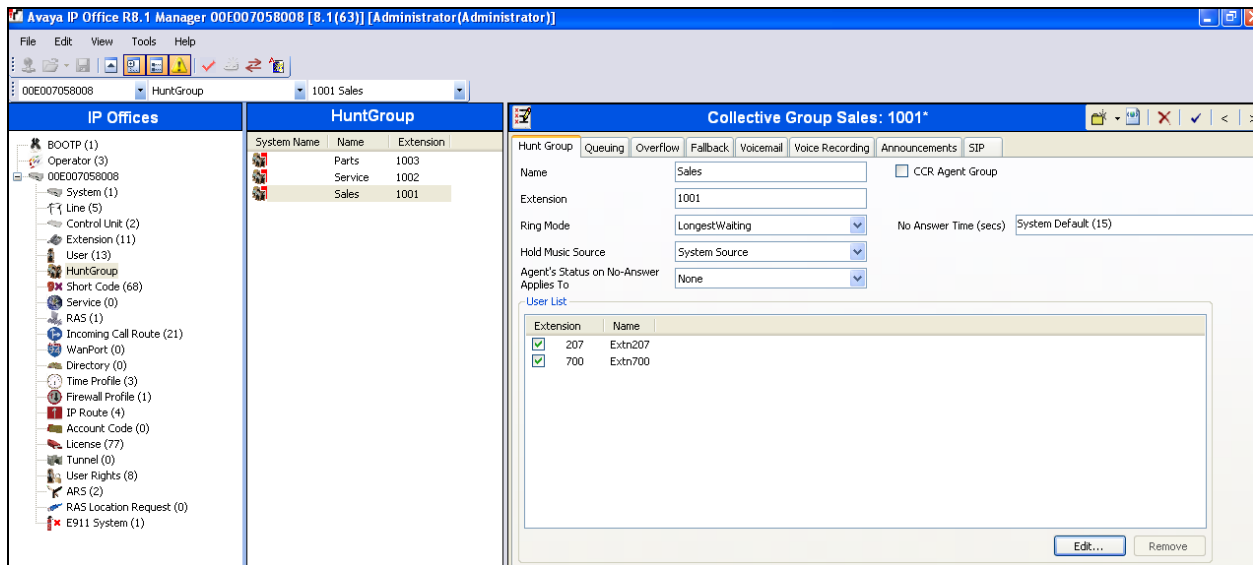 Avaya IP Office R8.1 Manager 00E007058008 [8.1(63)] [Administrator(Administrator)]
File Edit View Tools Help
00E007058008 HuntGroup 1001 Sales
IP Offices
BOOTP (1)
Operator (3)
00E007058008
System (1)
Line (5)
Control Unit (2)
Extension (11)
User (13)
HuntGroup
Short Code (68)
Service (0)
RAS (1)
Incoming Call Route (21)
WanPort (0)
Directory (0)
Time Profile (3)
Firewall Profile (1)
IP Route (4)
Account Code (0)
License (77)
Tunnel (0)
User Rights (8)
ARS (2)
RAS Location Request (0)
E911 System (1)
HuntGroup
System Name Name Extension
Parts 1003
Service 1002
Sales 1001
Collective Group Sales: 1001*
Hunt Group Queuing Overflow Fallback Voicemail Voice Recording Announcements SIP
Name Sales CCR Agent Group
Extension 1001
Ring Mode LongestWaiting No Answer Time (secs) System Default (15)
Hold Music Source System Source
Agent's Status on No-Answer
Applies To None
User List
Extension Name
207 Extn207
700 Extn700
Edit... Remove